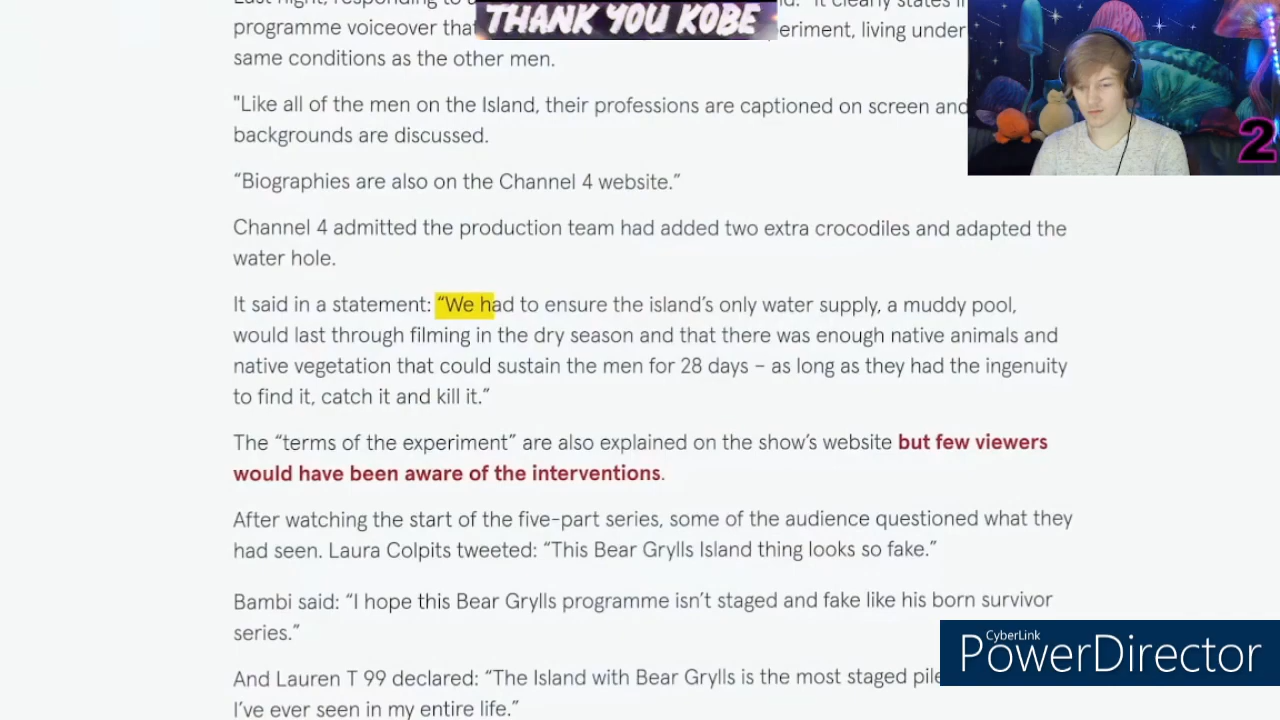 THANK YOU KOBE
programme voiceover that
eriment, living under
same conditions as the other men.
"Like all of the men on the Island, their professions are captioned on screen and
backgrounds are discussed.
“Biographies are also on the Channel 4 website.”
2
Channel 4 admitted the production team had added two extra crocodiles and adapted the
water hole.
It said in a statement: “We had to ensure the island’s only water supply, a muddy pool,
would last through filming in the dry season and that there was enough native animals and
native vegetation that could sustain the men for 28 days – as long as they had the ingenuity
to find it, catch it and kill it.”
The “terms of the experiment” are also explained on the show’s website but few viewers
would have been aware of the interventions.
After watching the start of the five-part series, some of the audience questioned what they
had seen. Laura Colpits tweeted: “This Bear Grylls Island thing looks so fake.”
Bambi said: “I hope this Bear Grylls programme isn’t staged and fake like his born survivor
series.”
CyberLink
PowerDirector
And Lauren T 99 declared: “The Island with Bear Grylls is the most staged pile
I’ve ever seen in my entire life.”